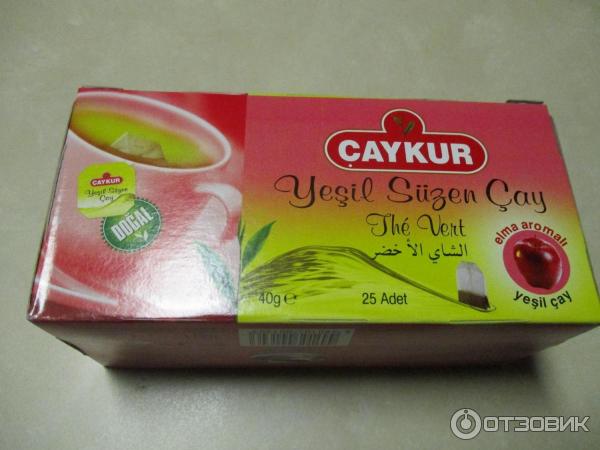 ÇAYKUR
Yeşil Süzen Çay
Thé Vert
الشاي الأخضر
40g e
25 Adet
elma aromalı
yeşil çay
ÇAYKUR
Yeşil Süzen
Çay
DOĞAL
ОТЗОВИК